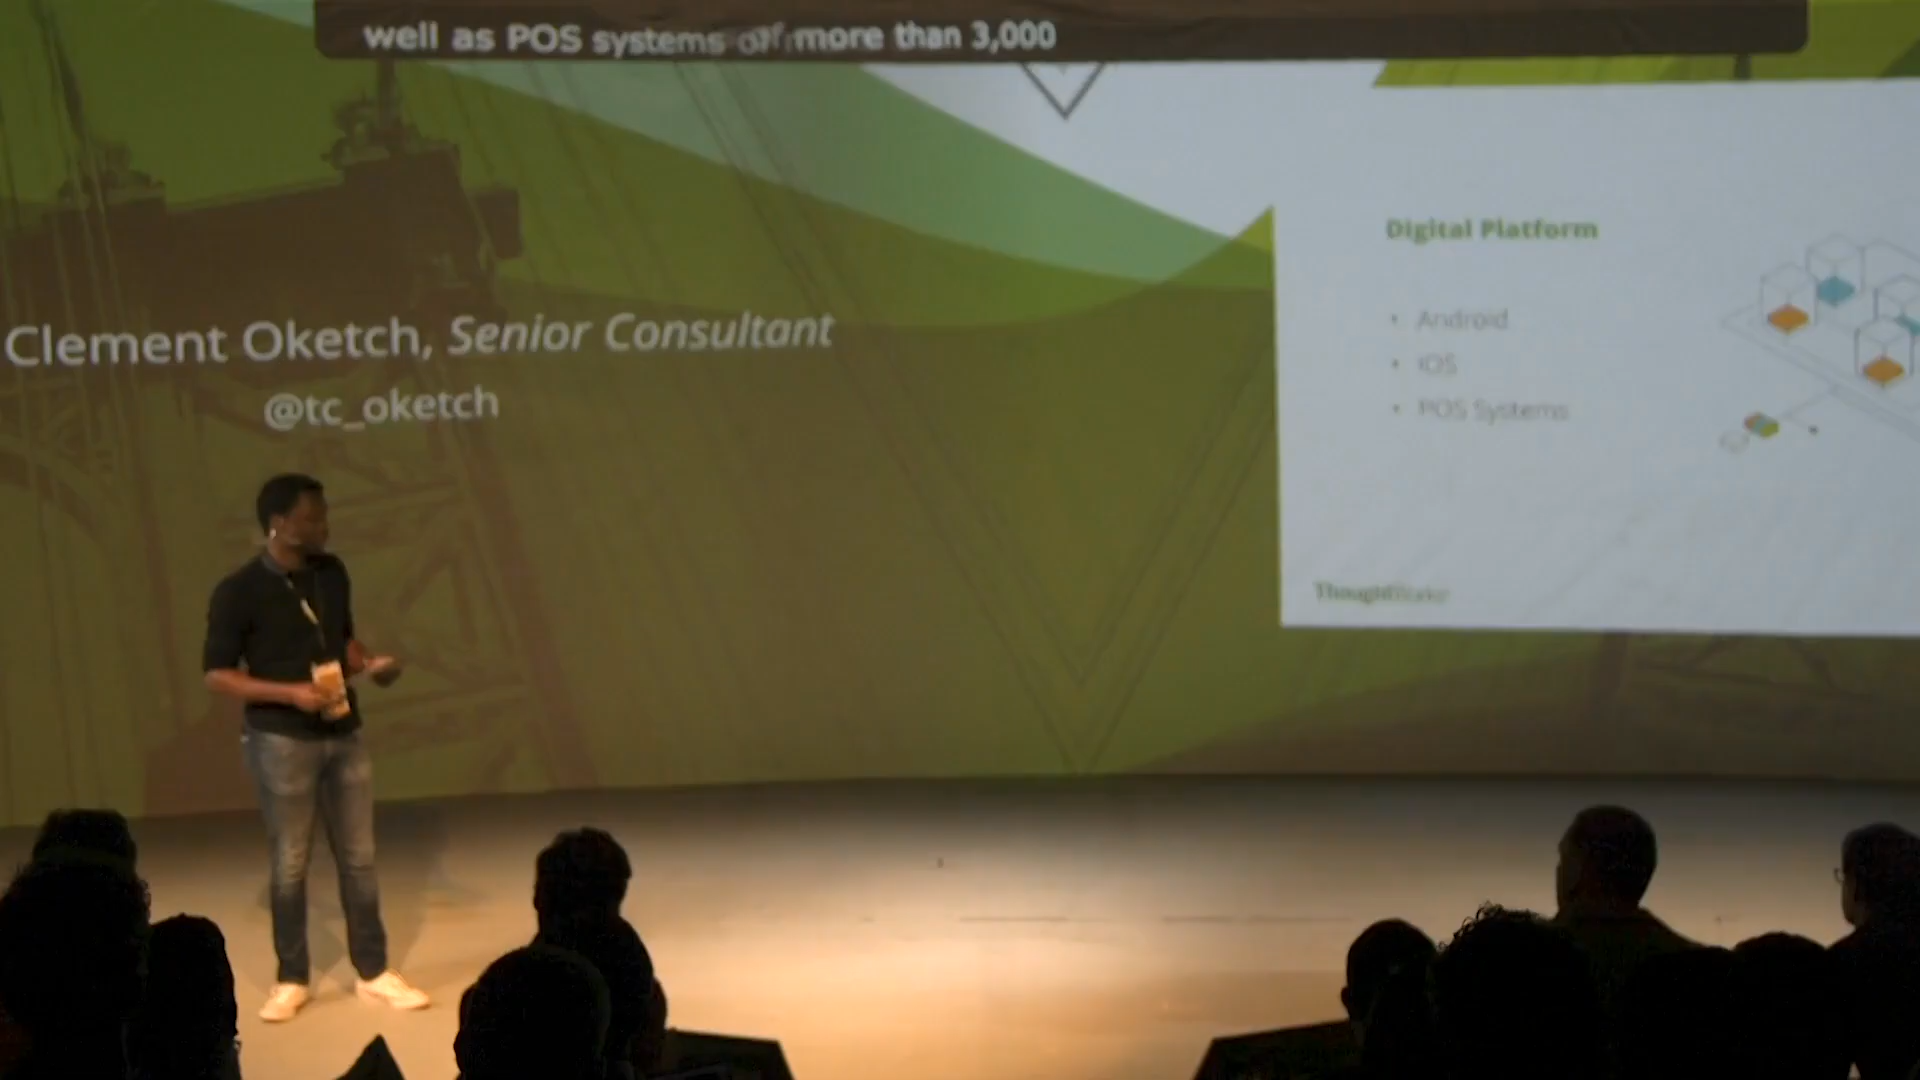 well as POS systems of more than 3,000
Clement Oketch, Senior Consultant
@tc_oketch
Digital Platform
• Android
• iOS
• POS Systems
ThoughtWorks